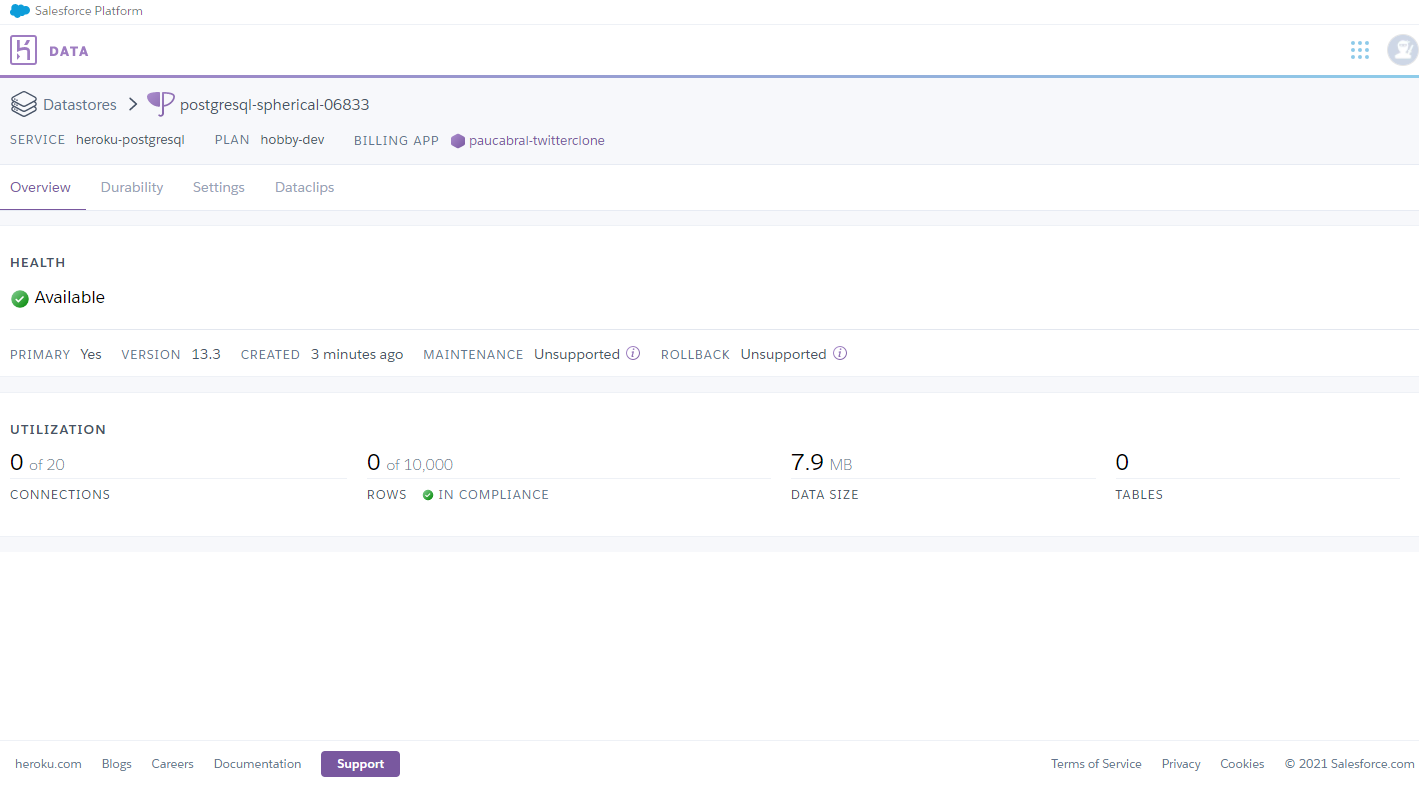 Salesforce Platform
DATA
Datastores postgresql-spherical-06833
SERVICE heroku-postgresql PLAN hobby-dev BILLING APP paucabral-twitterclone
Overview Durability Settings Dataclips
HEALTH
Available
PRIMARY Yes VERSION 13.3 CREATED 3 minutes ago MAINTENANCE Unsupported ROLLBACK Unsupported
UTILIZATION
0 of 20 0 of 10,000 7.9 MB 0
CONNECTIONS ROWS IN COMPLIANCE DATA SIZE TABLES
heroku.com Blogs Careers Documentation Support Terms of Service Privacy Cookies © 2021 Salesforce.com